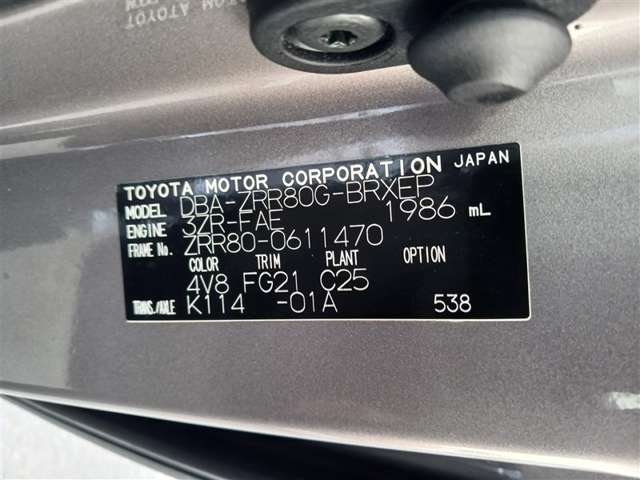 TOYOTA MOTOR CORPORATION JAPAN
MODEL DBA-ZRR80G-BRXEP
ENGINE 3ZR-FAE 1986 mL
FRAME No. ZRR80-0611470
COLOR TRIM PLANT OPTION
4V8 FG21 C25
TRANS./AXLE K114 -01A 538